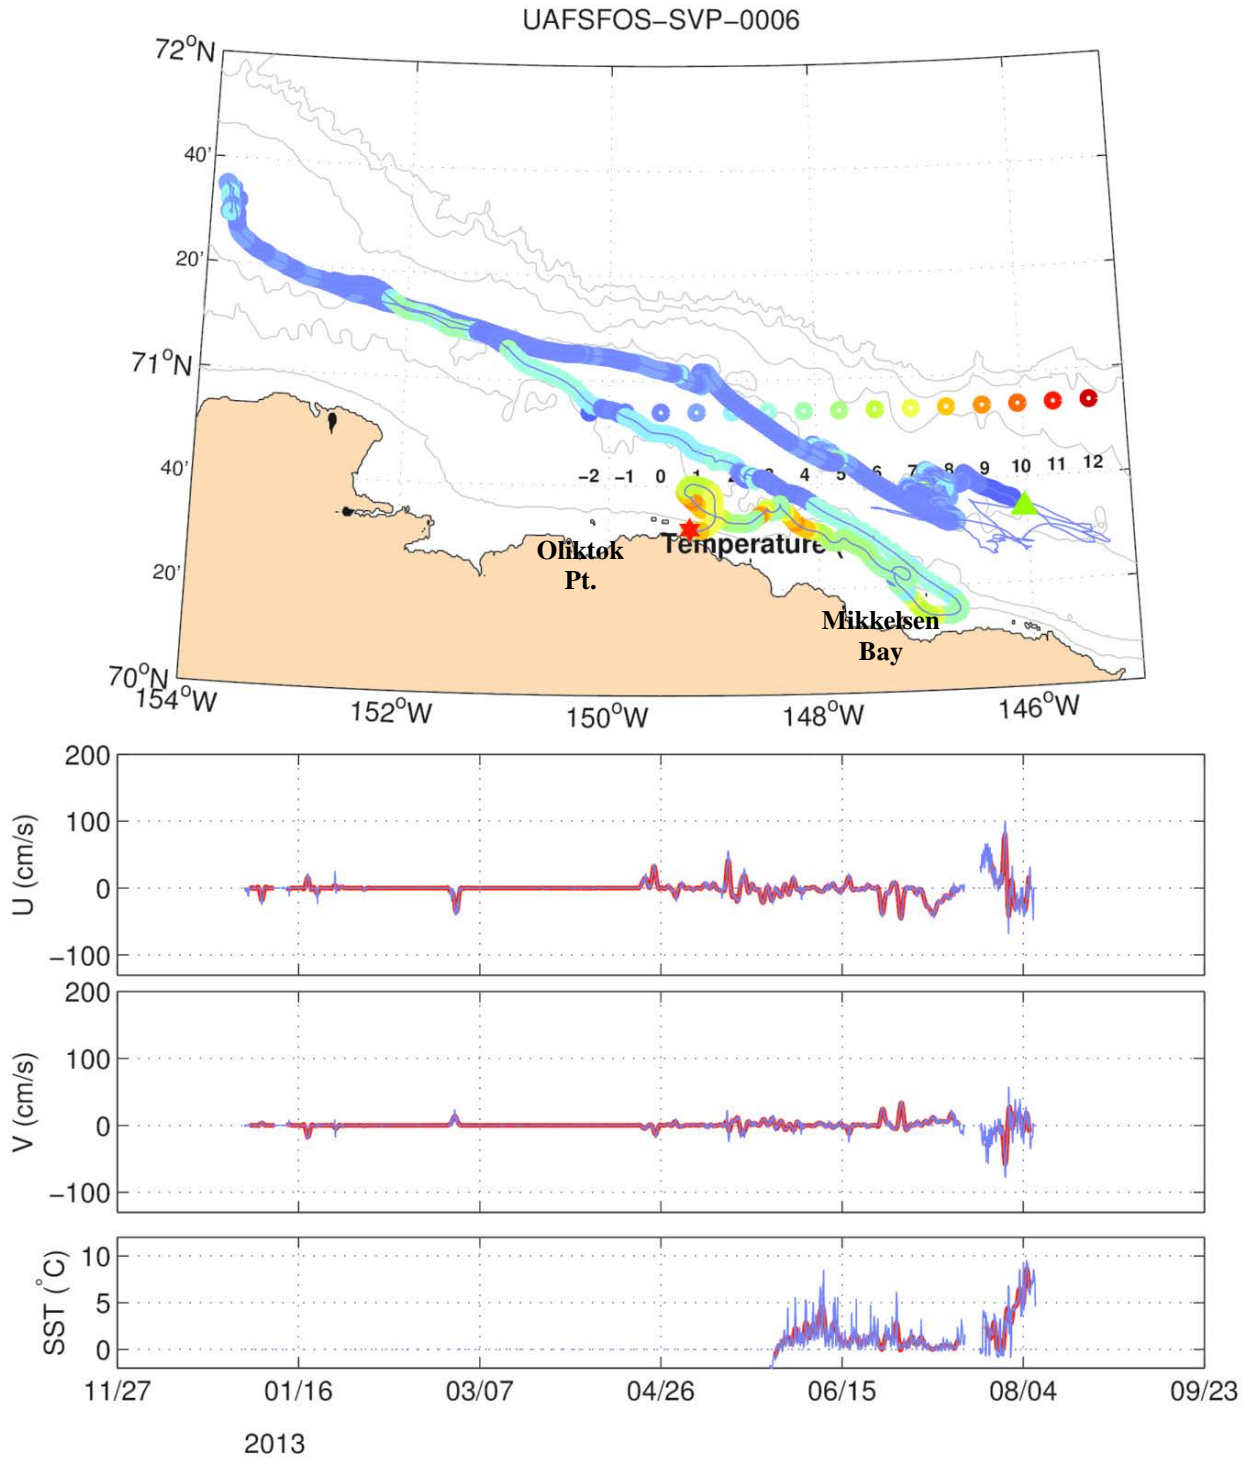 UAFSFOS−SVP−0006
72°N
40'
20'
71°N
40'
20'
70°N
154°W
152°W
150°W
148°W
146°W
−2 −1 0 1 2 3 4 5 6 7 8 9 10 11 12
Temperature
Oliktok
Pt.
Mikkelsen
Bay
200
100
0
−100
U (cm/s)
200
100
0
−100
V (cm/s)
10
5
0
SST (°C)
11/27 01/16 03/07 04/26 06/15 08/04 09/23
2013